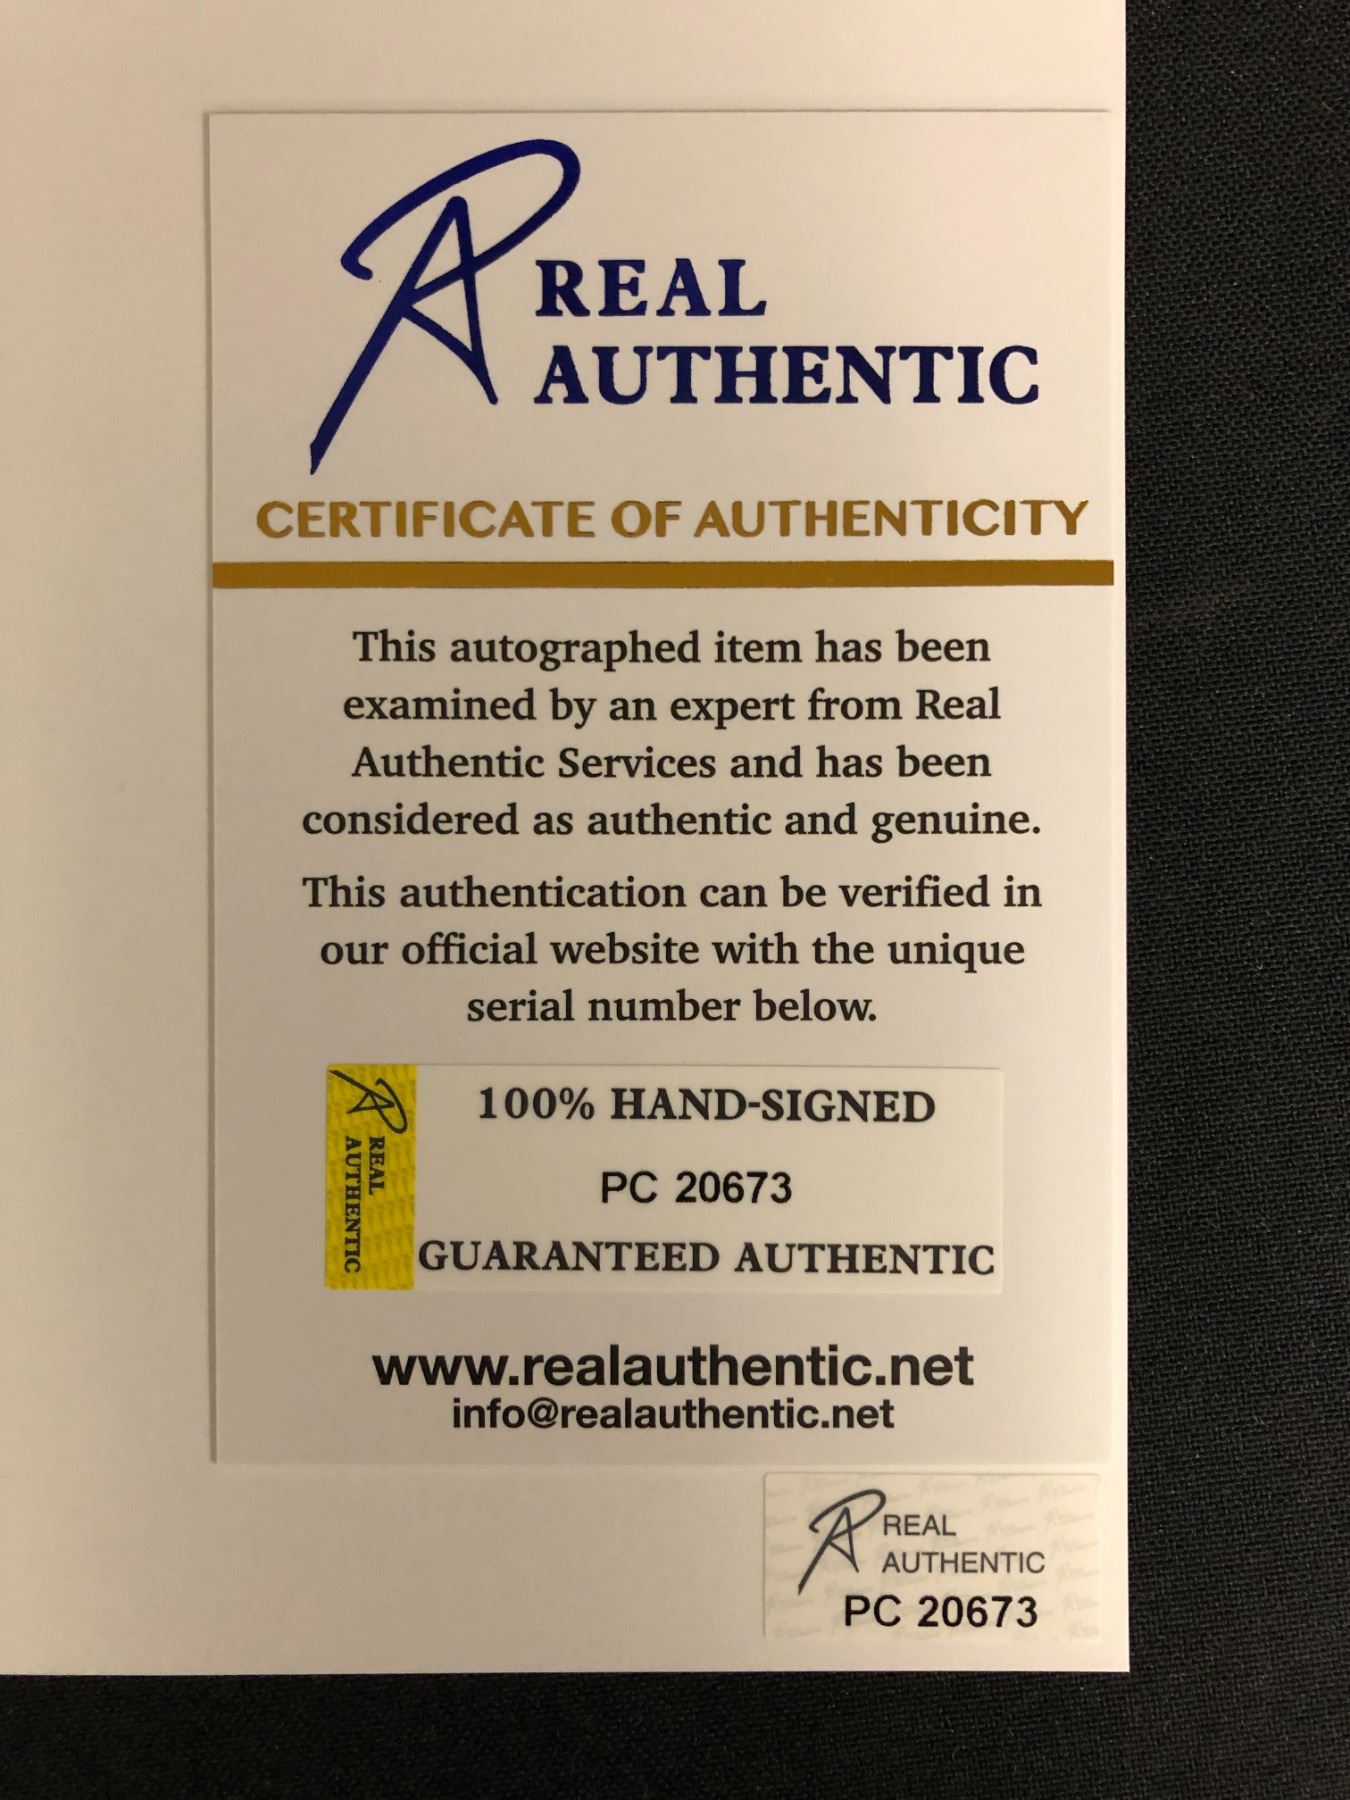 REAL
AUTHENTIC
CERTIFICATE OF AUTHENTICITY
This autographed item has been
examined by an expert from Real
Authentic Services and has been
considered as authentic and genuine.
This authentication can be verified in
our official website with the unique
serial number below.
REAL
AUTHENTIC
100% HAND-SIGNED
PC 20673
GUARANTEED AUTHENTIC
www.realauthentic.net
info@realauthentic.net
REAL
AUTHENTIC
PC 20673